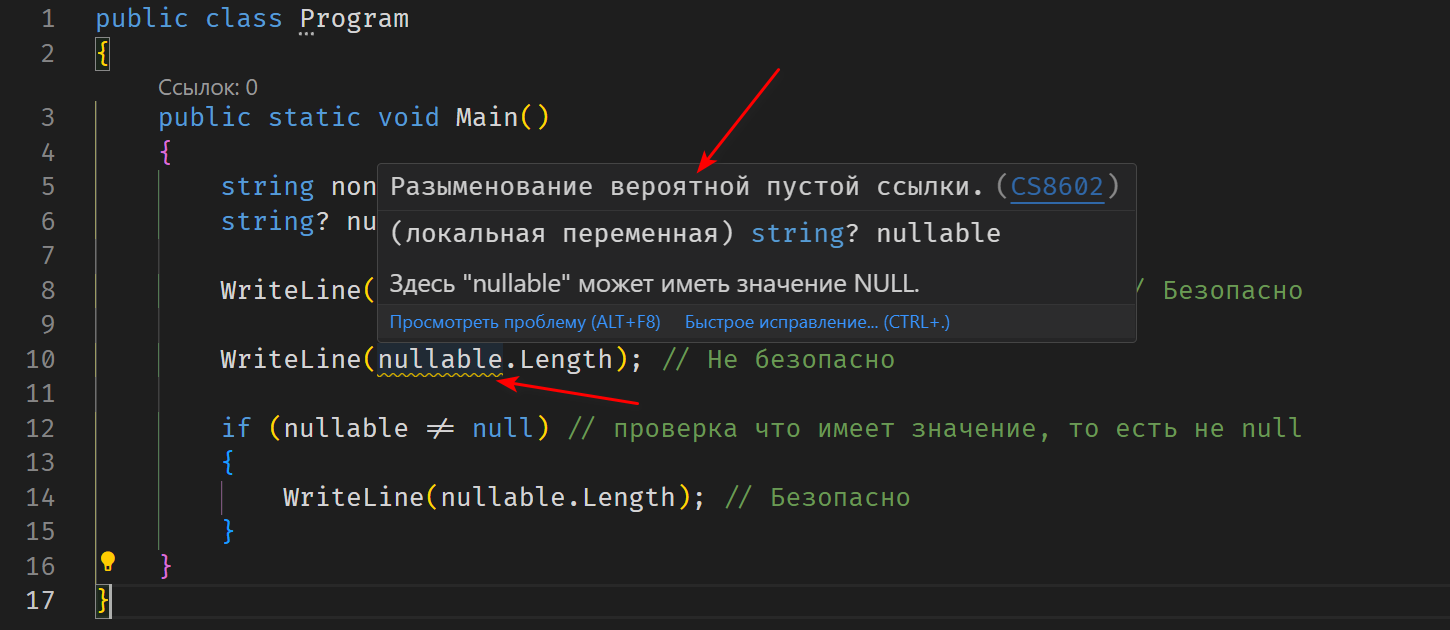 1 public class Program
2 {
Ссылок: 0
3 public static void Main()
4 {
5 string non
6 string? nu
7
8 WriteLine( / Безопасно
9
10 WriteLine(nullable.Length); // Не безопасно
11
12 if (nullable ≠ null) // проверка что имеет значение, то есть не null
13 {
14 WriteLine(nullable.Length); // Безопасно
15 }
16 }
17 }
Разыменование вероятной пустой ссылки. (CS8602)
(локальная переменная) string? nullable
Здесь "nullable" может иметь значение NULL.
Просмотреть проблему (ALT+F8) Быстрое исправление... (CTRL+.)